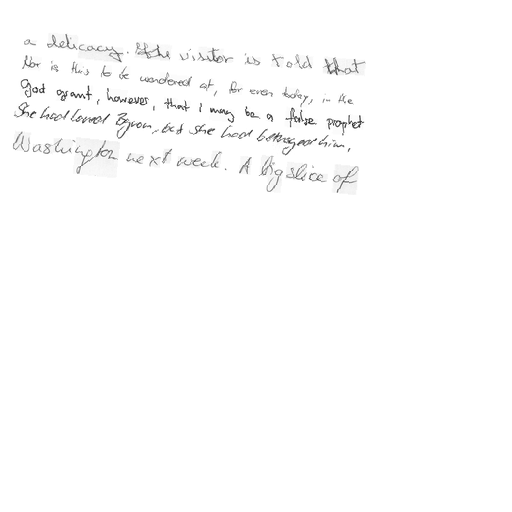 a delicacy. The visitor is told that
Nor is this to be wondered at, for even today, in the
God grant, however, that I may be a false prophet
She had loved Byron, but she had betrayed him,
Washington next week. A big slice of